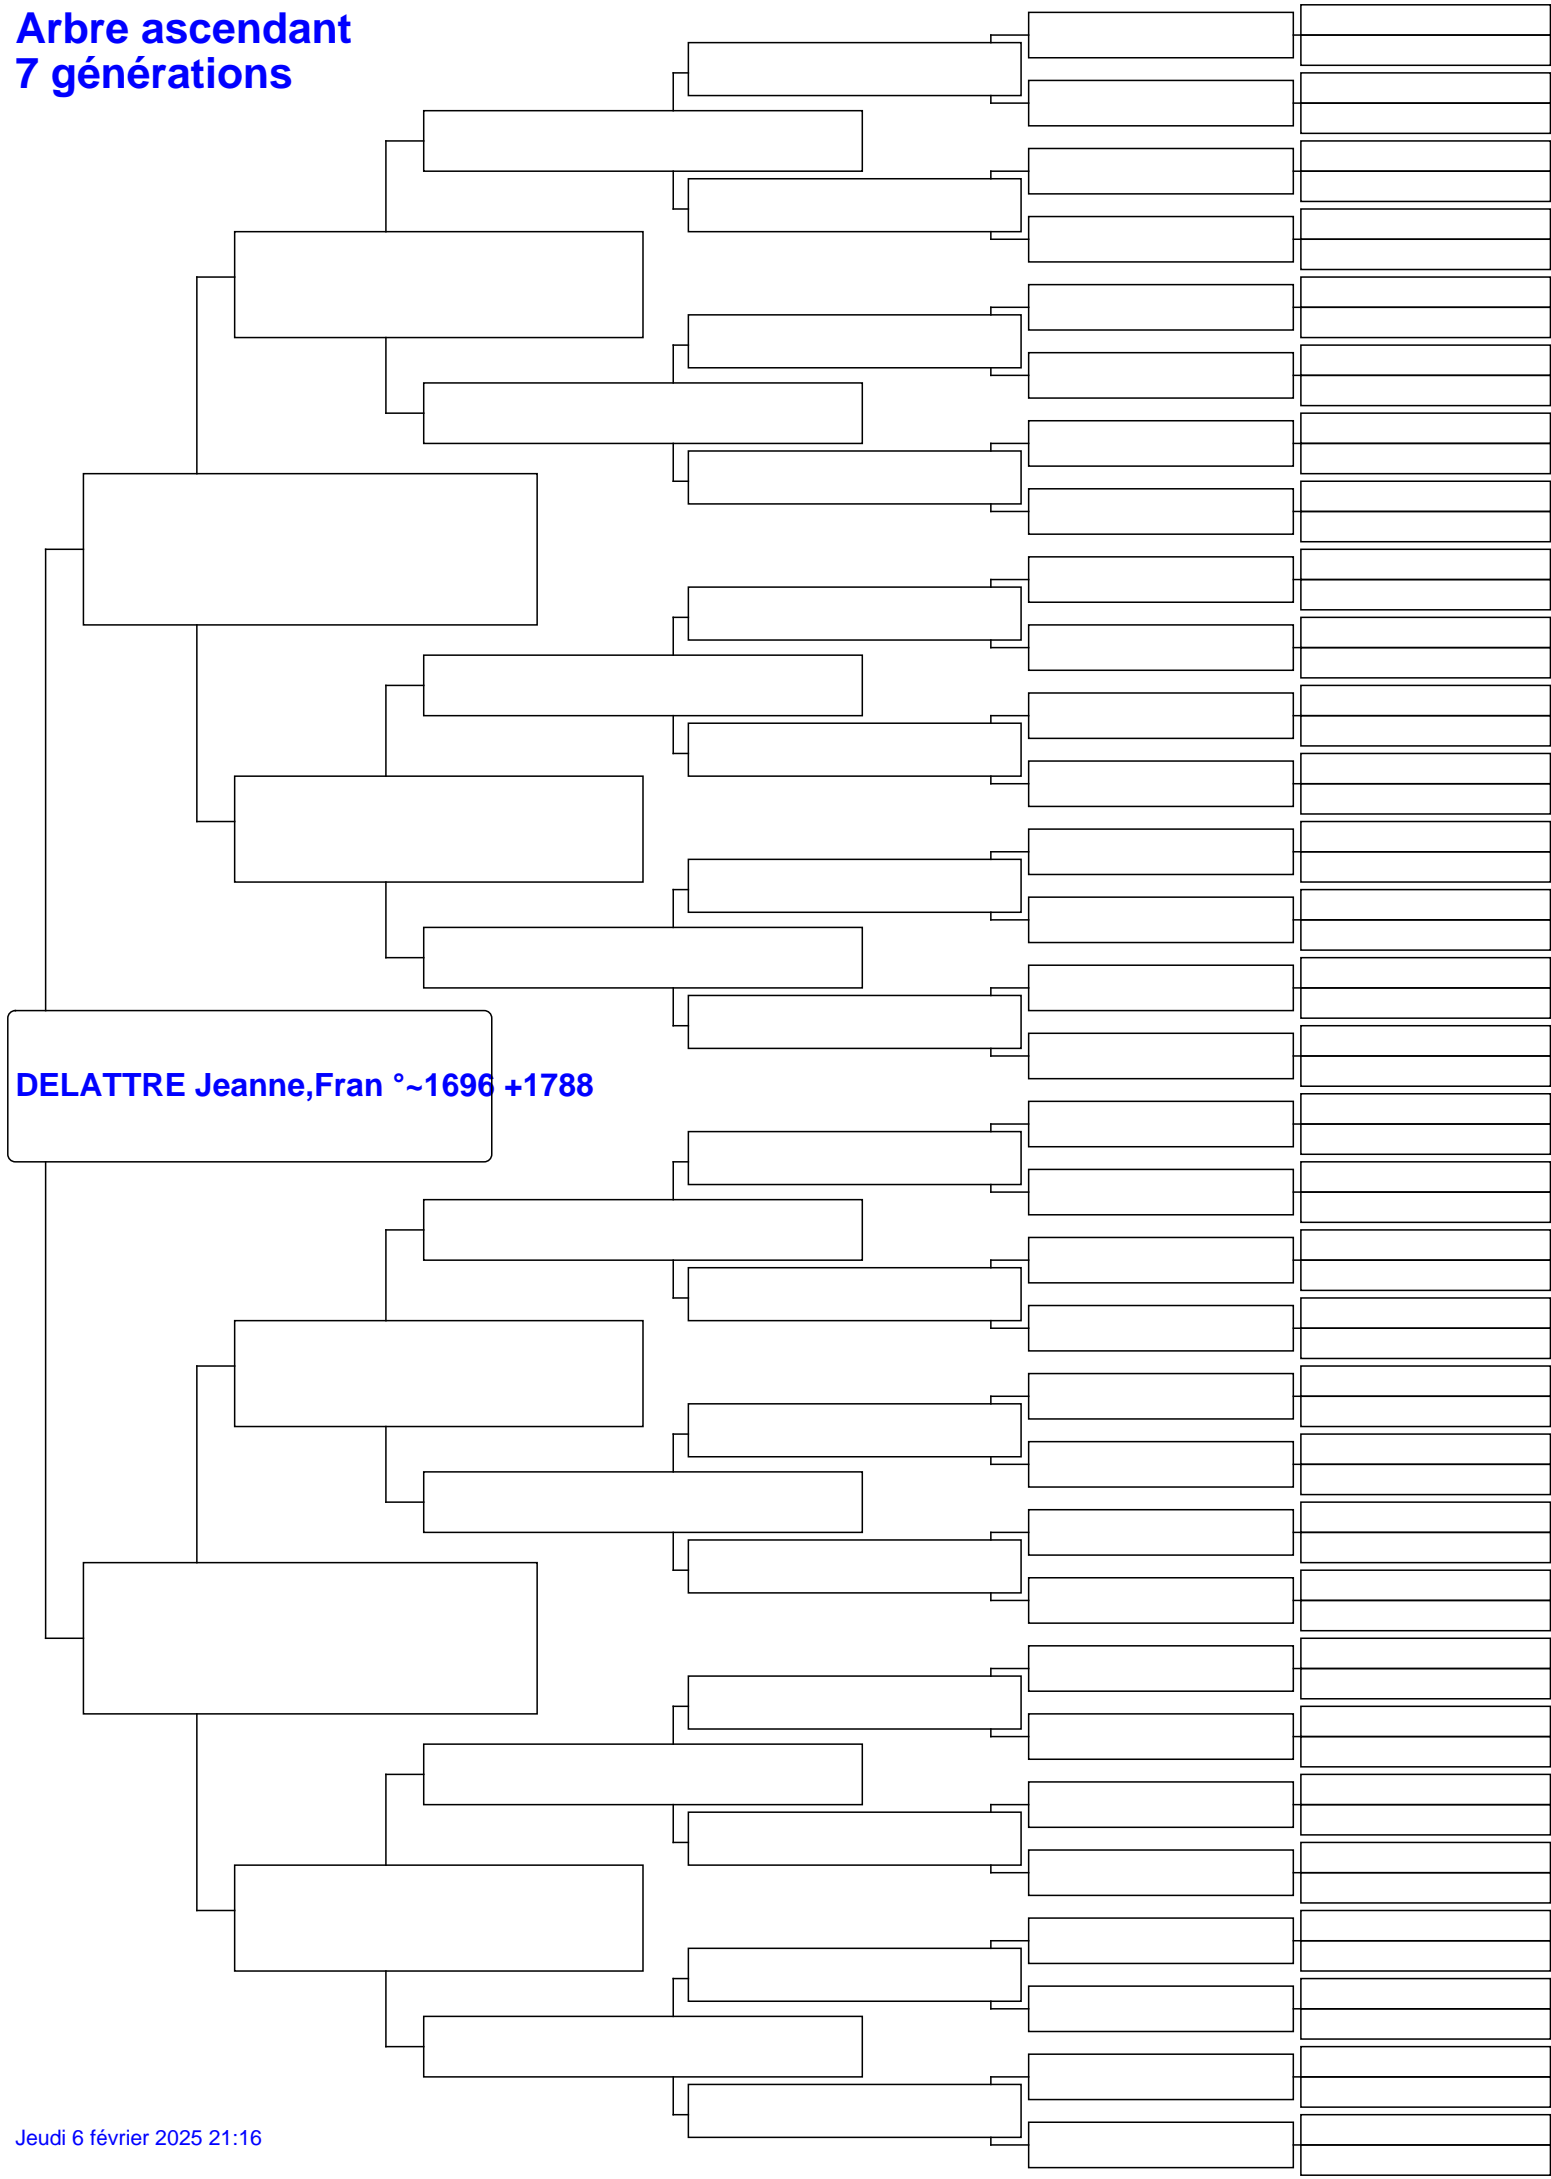 Arbre ascendant
7 générations
DELATTRE Jeanne,Fran °~1696 +1788
Jeudi 6 février 2025 21:16